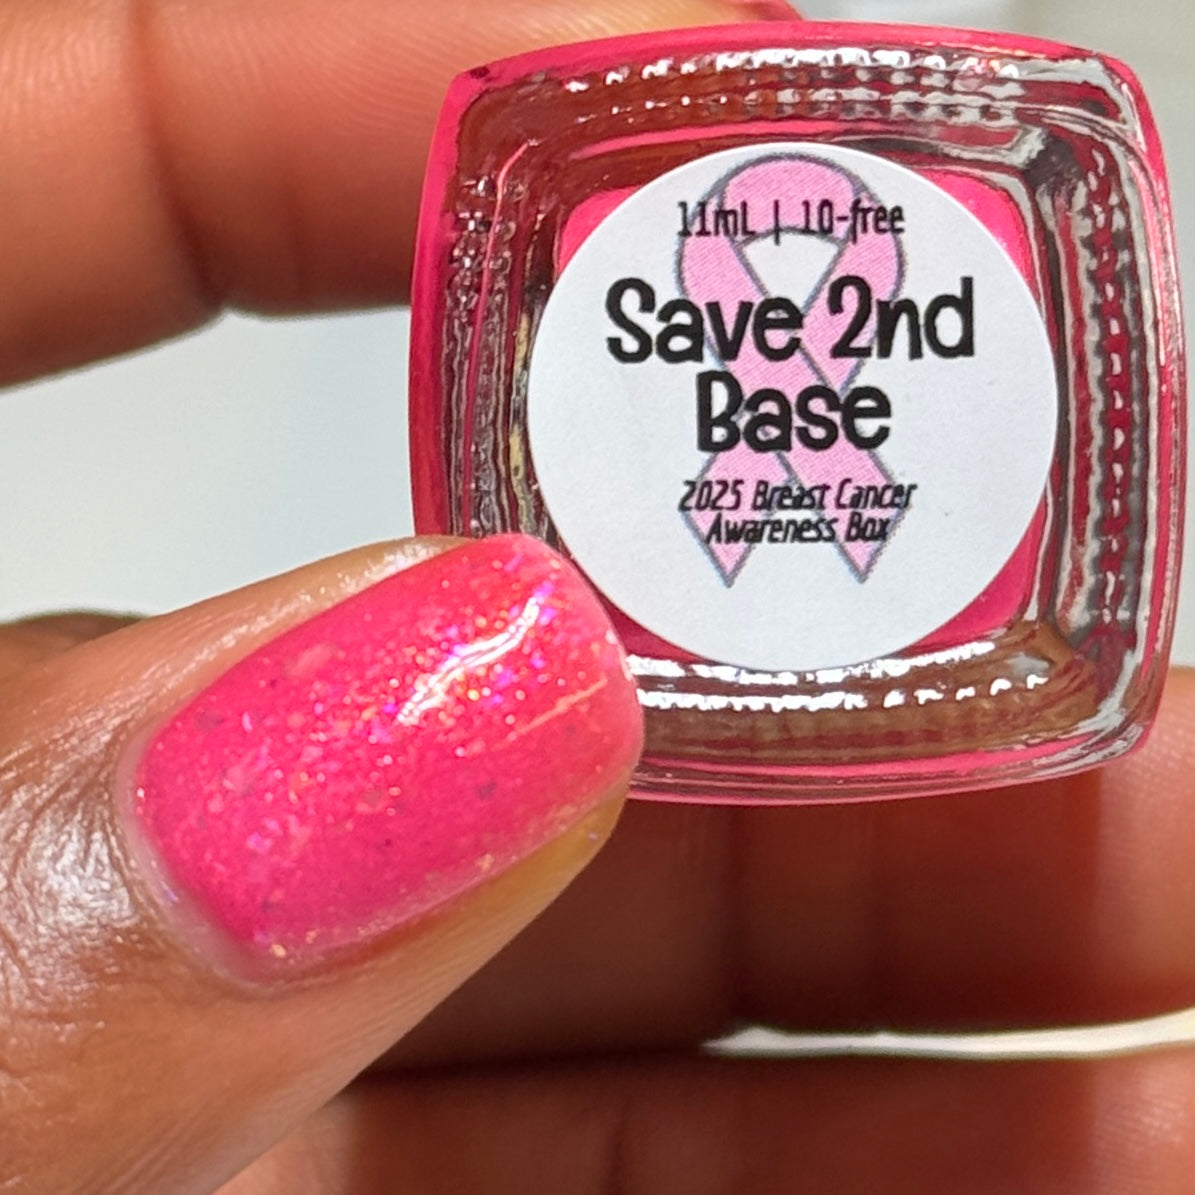 11mL | 10-free
Save 2nd
Base
2025 Breast Cancer
Awareness Box